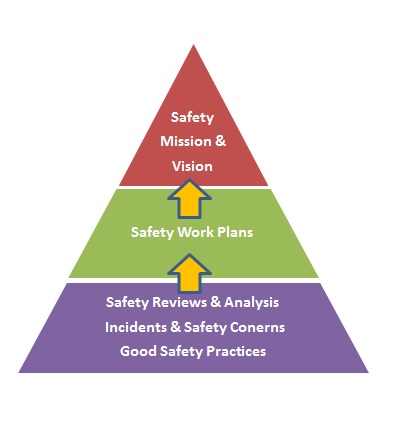 Safety
Mission &
Vision
Safety Work Plans
Safety Reviews & Analysis
Incidents & Safety Conerns
Good Safety Practices